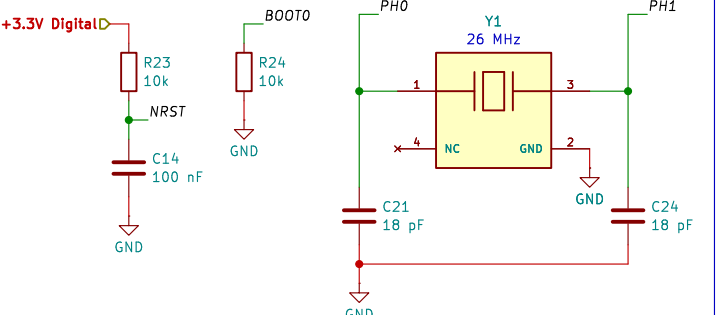 +3.3V Digital
R23
10k
NRST
C14
100 nF
GND
BOOT0
R24
10k
GND
PH0
Y1
26 MHz
PH1
1
3
4
NC
GND
2
GND
C21
18 pF
C24
18 pF
GND